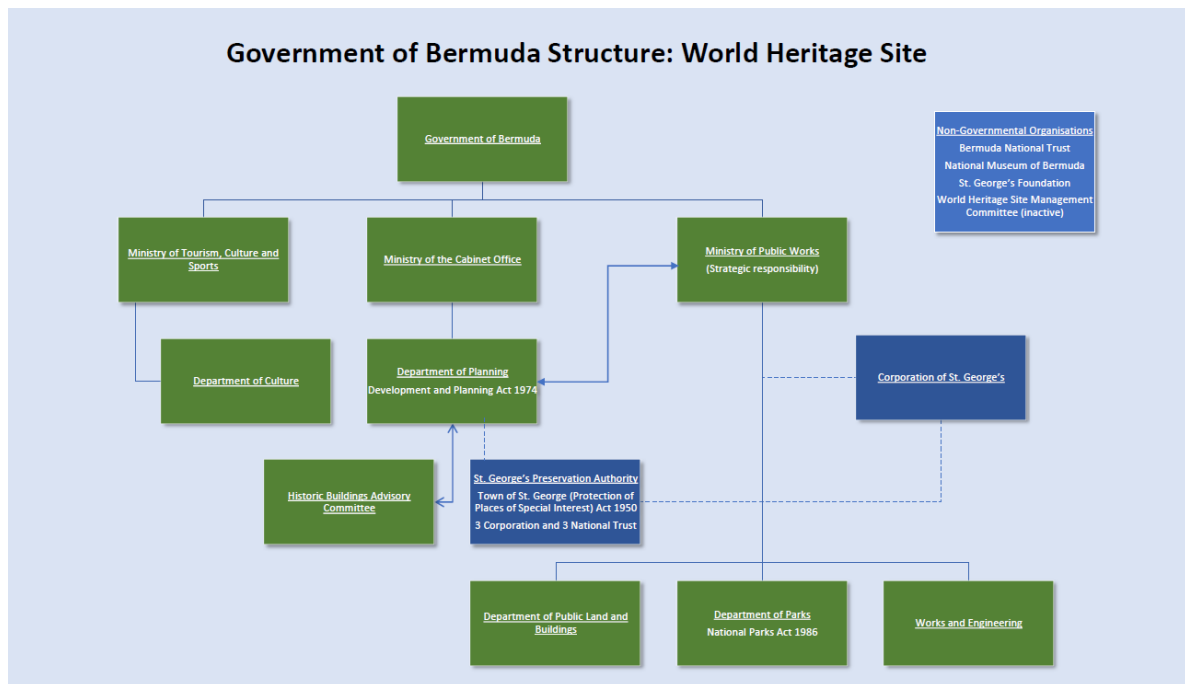 Government of Bermuda Structure: World Heritage Site
Government of Bermuda
Non-Governmental Organisations
Bermuda National Trust
National Museum of Bermuda
St. George's Foundation
World Heritage Site Management
Committee (inactive)
Ministry of Tourism, Culture and
Sports
Ministry of the Cabinet Office
Ministry of Public Works
(Strategic responsibility)
Department of Culture
Department of Planning
Development and Planning Act 1974
Corporation of St. George's
Historic Buildings Advisory
Committee
St. George's Preservation Authority
Town of St. George (Protection of
Places of Special Interest) Act 1950
3 Corporation and 3 National Trust
Department of Public Land and
Buildings
Department of Parks
National Parks Act 1986
Works and Engineering